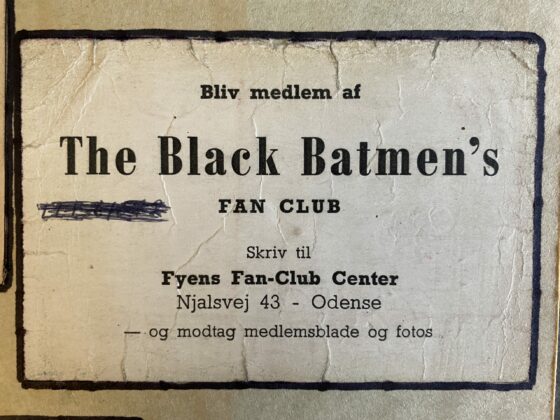 Bliv medlem af
The Black Batmen's
FAN CLUB
Skriv til
Fyens Fan-Club Center
Njalsvej 43 - Odense
— og modtag medlemsblade og fotos